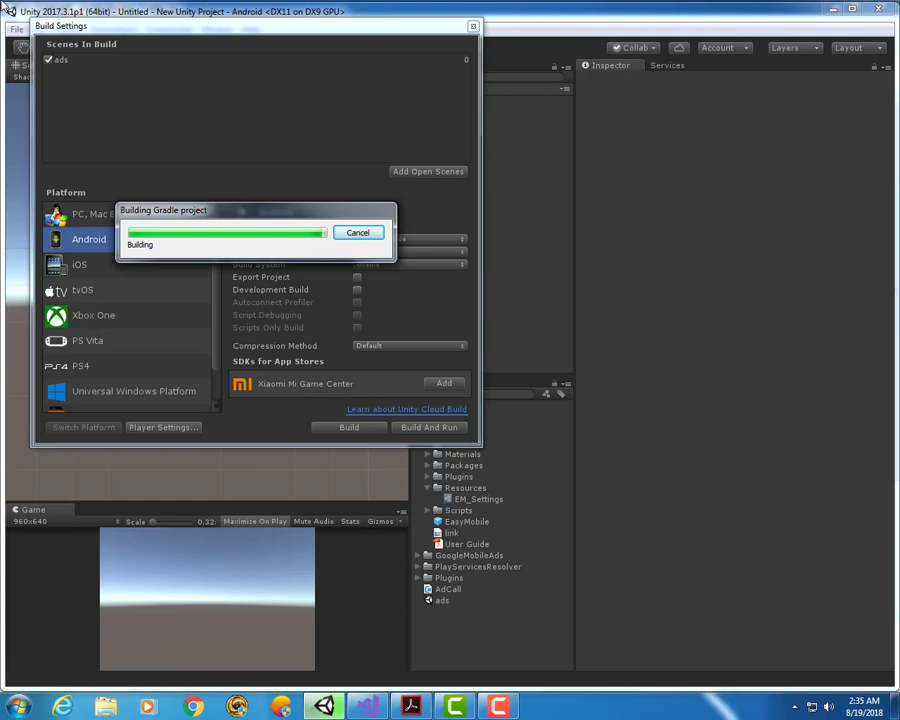 Unity 2017.3.1p1 (64bit) - Untitled - New Unity Project - Android <DX11 on DX9 GPU>
File
Build Settings
Collab
Account
Layers
Layout
Scenes In Build
ads
0
Inspector
Services
Add Open Scenes
Platform
Building Gradle project
PC, Mac &
Cancel
Android
Building
Build System
Gradle
iOS
Export Project
tvOS
Development Build
Autoconnect Profiler
Xbox One
Script Debugging
Scripts Only Build
PS Vita
Compression Method
Default
SDKs for App Stores
PS4
Xiaomi Mi Game Center
Add
Universal Windows Platform
Learn about Unity Cloud Build
Switch Platform
Player Settings...
Build
Build And Run
Materials
Packages
Plugins
Resources
EM_Settings
Game
Scripts
960x640
Scale
0.32:
Maximize On Play
Mute Audio
Stats
Gizmos
EasyMobile
link
User Guide
GoogleMobileAds
PlayServicesResolver
Plugins
AdCall
ads
2:35 AM
8/19/2018